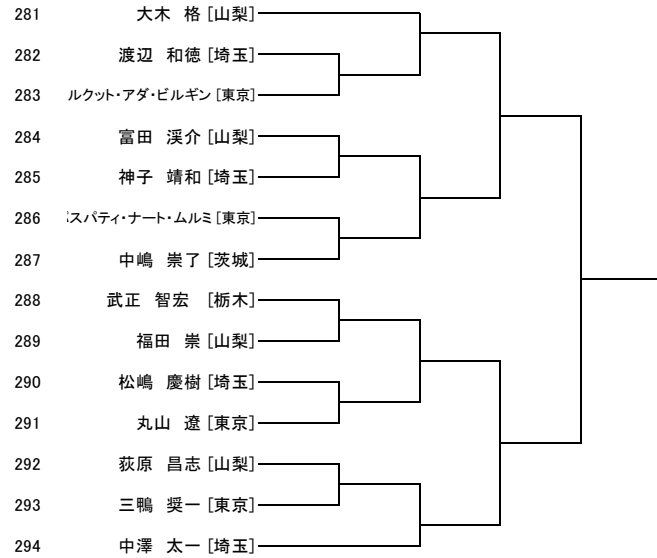 281 大木 格 [山梨]
282 渡辺 和徳 [埼玉]
283 ルクット・アダ・ビルギン [東京]
284 富田 渓介 [山梨]
285 神子 靖和 [埼玉]
286 スパティ・ナート・ムルミ [東京]
287 中嶋 崇了 [茨城]
288 武正 智宏 [栃木]
289 福田 崇 [山梨]
290 松嶋 慶樹 [埼玉]
291 丸山 遼 [東京]
292 荻原 昌志 [山梨]
293 三鴨 奨一 [東京]
294 中澤 太一 [埼玉]